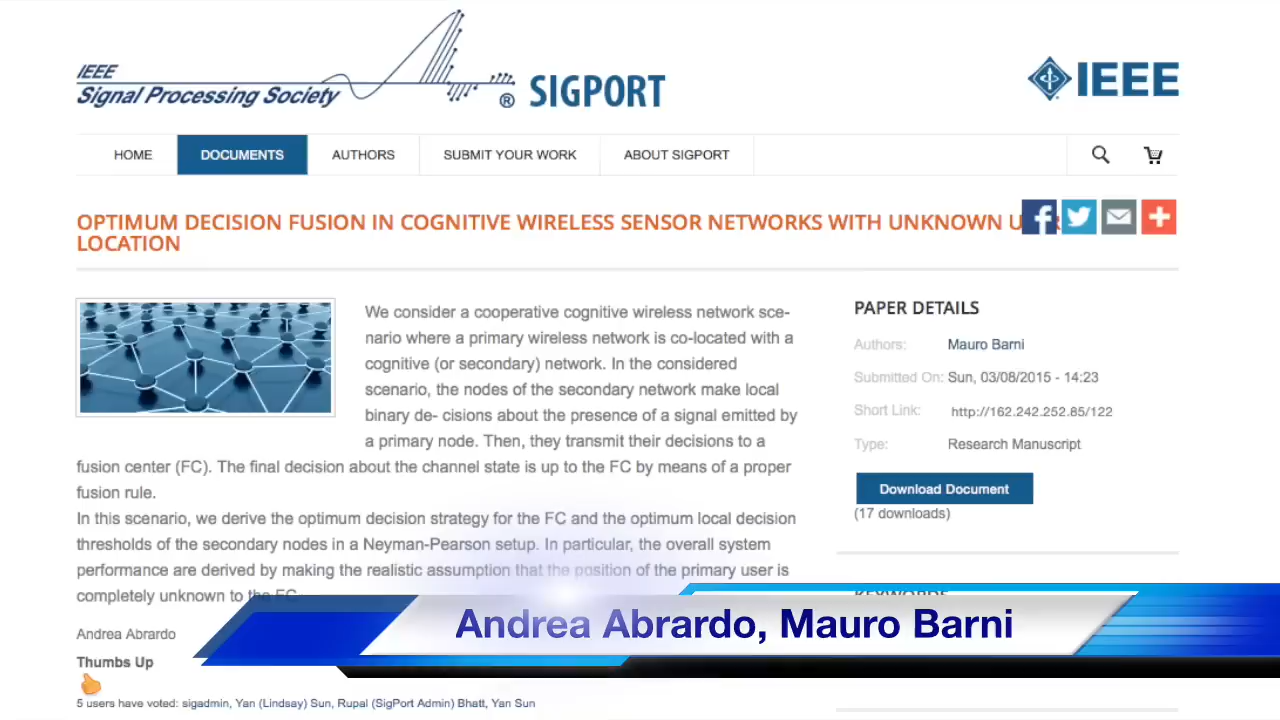 IEEE
Signal Processing Society ® SIGPORT
IEEE
HOME DOCUMENTS AUTHORS SUBMIT YOUR WORK ABOUT SIGPORT
OPTIMUM DECISION FUSION IN COGNITIVE WIRELESS SENSOR NETWORKS WITH UNKNOWN
LOCATION
We consider a cooperative cognitive wireless network sce-
nario where a primary wireless network is co-located with a
cognitive (or secondary) network. In the considered
scenario, the nodes of the secondary network make local
binary de- cisions about the presence of a signal emitted by
a primary node. Then, they transmit their decisions to a
fusion center (FC). The final decision about the channel state is up to the FC by means of a proper
fusion rule.
In this scenario, we derive the optimum decision strategy for the FC and the optimum local decision
thresholds of the secondary nodes in a Neyman-Pearson setup. In particular, the overall system
performance are derived by making the realistic assumption that the position of the primary user is
completely unknown to the FC.
Andrea Abrardo
Thumbs Up
5 users have voted: sigadmin, Yan (Lindsay) Sun, Rupal (SigPort Admin) Bhatt, Yan Sun
PAPER DETAILS
Authors: Mauro Barni
Submitted On: Sun, 03/08/2015 - 14:23
Short Link: http://162.242.252.85/122
Type: Research Manuscript
Download Document
(17 downloads)
KEYWORDS
Andrea Abrardo, Mauro Barni